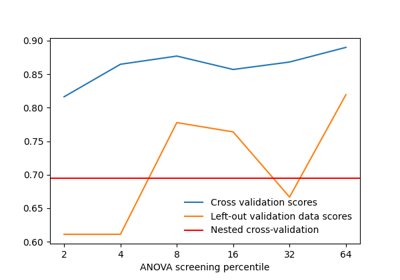 0.90
0.85
0.80
0.75
0.70
0.65
0.60
Cross validation scores
Left-out validation data scores
Nested cross-validation
2 4 8 16 32 64
ANOVA screening percentile